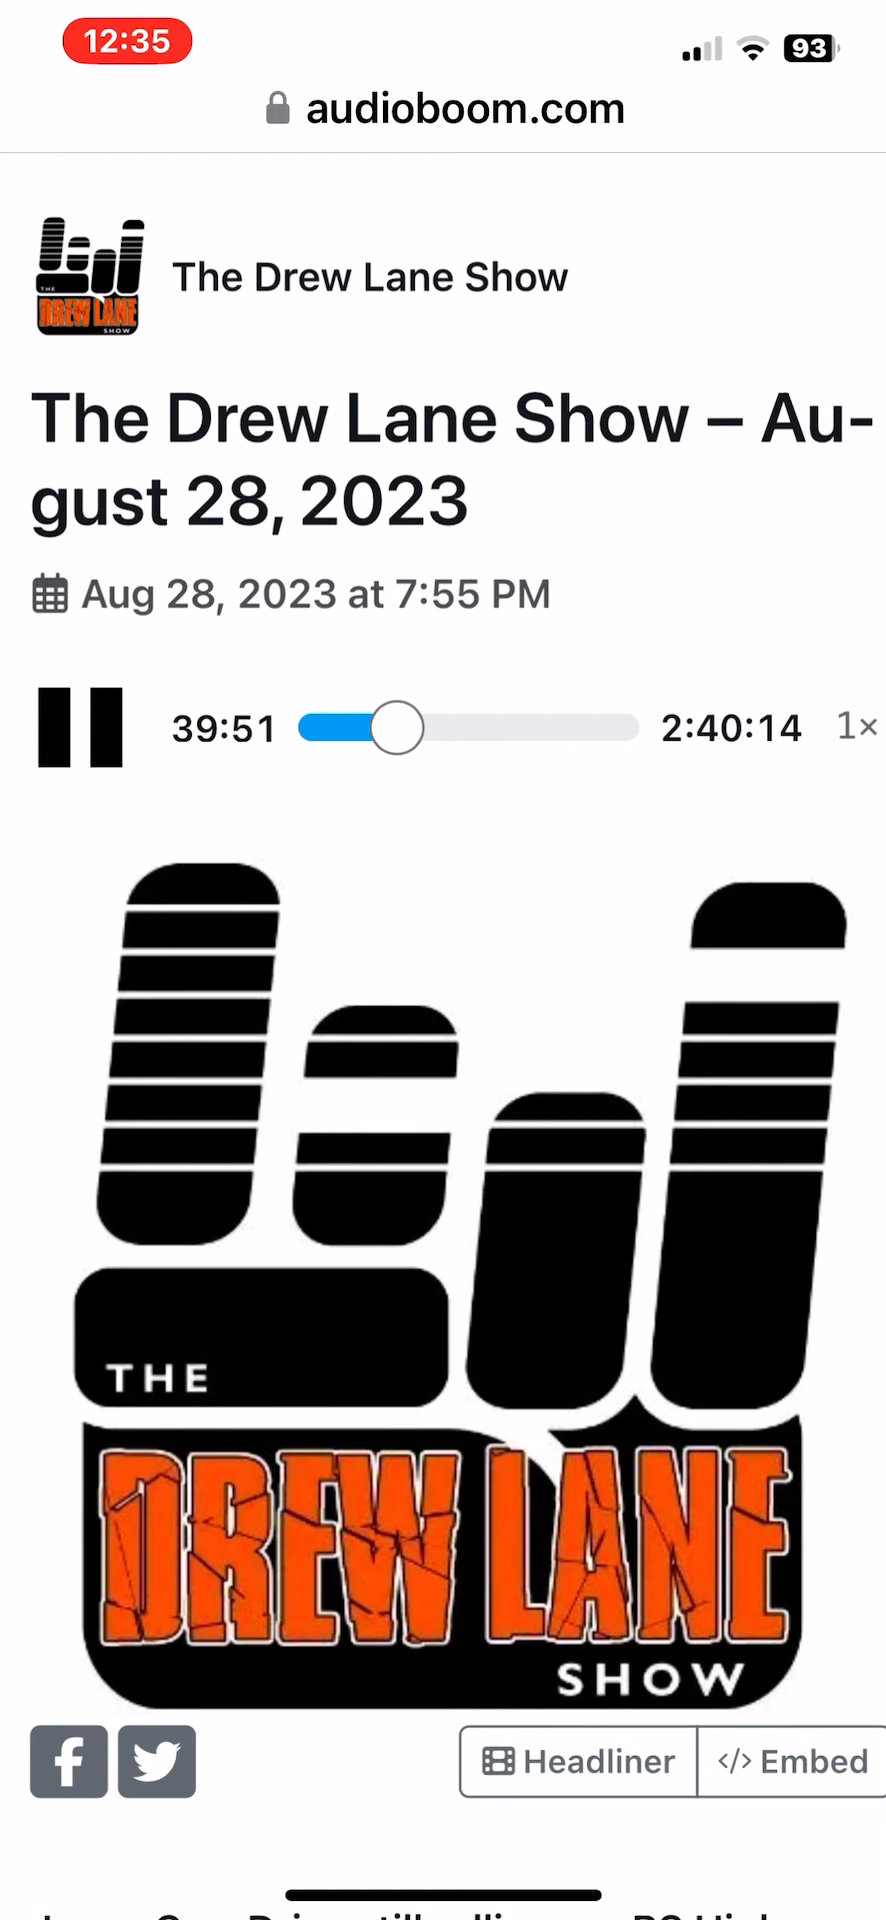 12:35
93
audioboom.com
THE
DREW LANE
SHOW
The Drew Lane Show
The Drew Lane Show – Au-
gust 28, 2023
Aug 28, 2023 at 7:55 PM
39:51
2:40:14
1×
THE
DREW LANE
SHOW
Headliner
</> Embed